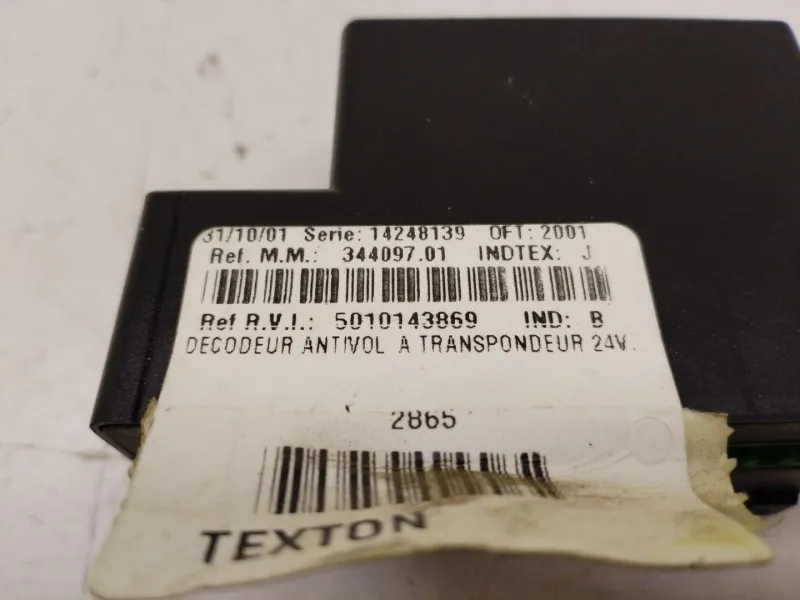 31/10/01 Serie: 14248139 OFT: 2001
Ref. M.M.: 344097.01 INDTEX: J
Ref R.V.I.: 5010143869 IND: B
DECODEUR ANTIVOL A TRANSPONDEUR 24V.
2865
TEXTON